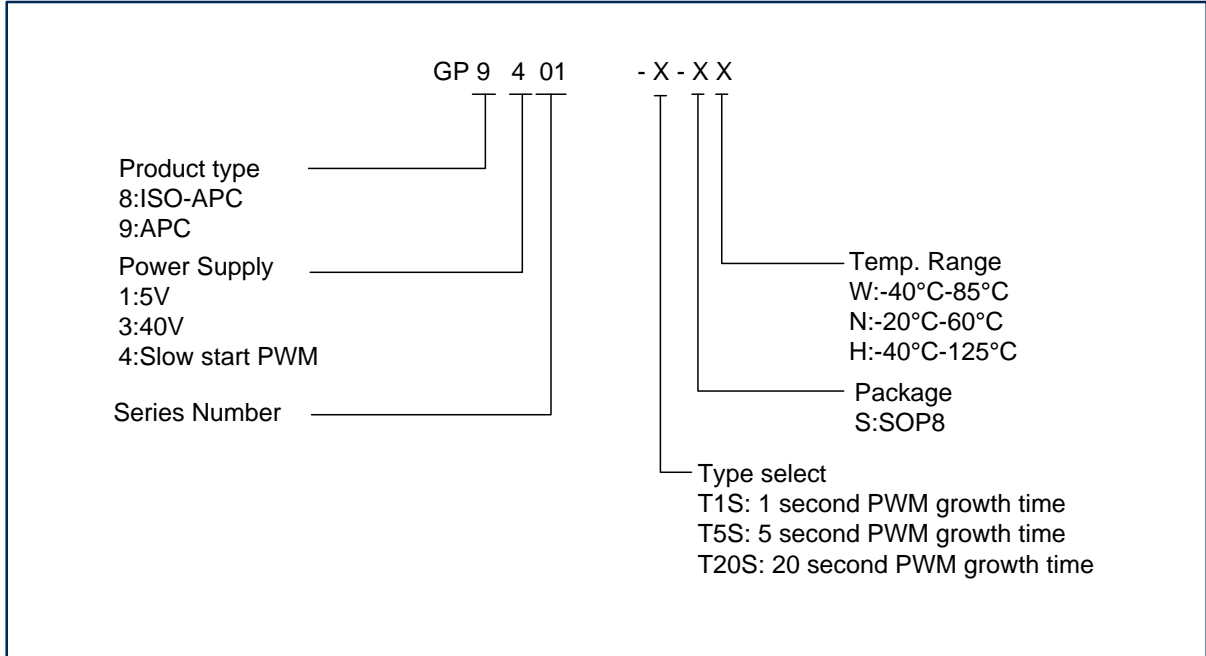 GP 9 4 01 - X - X X
Product type
8:ISO-APC
9:APC
Power Supply
1:5V
3:40V
4:Slow start PWM
Series Number
Temp. Range
W:-40°C-85°C
N:-20°C-60°C
H:-40°C-125°C
Package
S:SOP8
Type select
T1S: 1 second PWM growth time
T5S: 5 second PWM growth time
T20S: 20 second PWM growth time